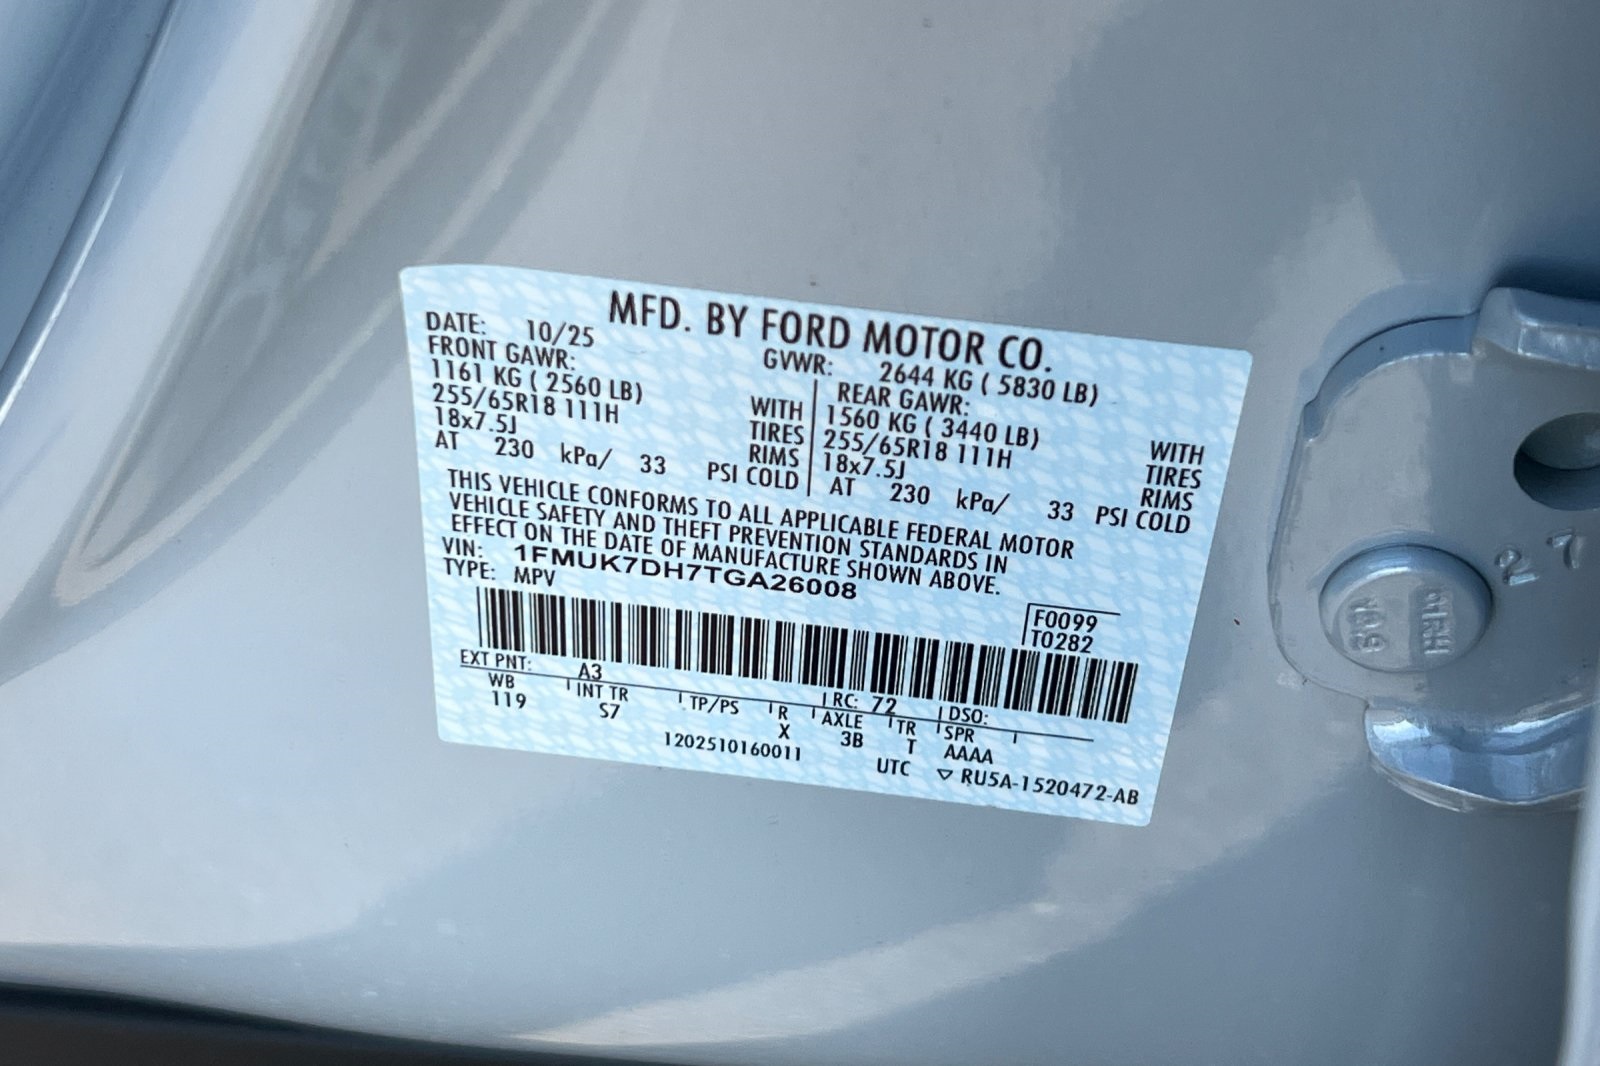 MFD. BY FORD MOTOR CO.
DATE: 10/25 GVWR: 2644 KG ( 5830 LB)
FRONT GAWR: REAR GAWR:
1161 KG ( 2560 LB) WITH 1560 KG ( 3440 LB) WITH
255/65R18 111H TIRES 255/65R18 111H TIRES
18x7.5J RIMS 18x7.5J RIMS
AT 230 kPa/ 33 PSI COLD AT 230 kPa/ 33 PSI COLD
THIS VEHICLE CONFORMS TO ALL APPLICABLE FEDERAL MOTOR
VEHICLE SAFETY AND THEFT PREVENTION STANDARDS IN
EFFECT ON THE DATE OF MANUFACTURE SHOWN ABOVE.
VIN: 1FMUK7DH7TGA26008
TYPE: MPV
F0099
T0282
EXT PNT: A3 RC: 72 DSO:
WB INT TR TP/PS R AXLE TR SPR
119 S7 X 3B T AAAA
1202510160011 UTC ▽ RU5A-1520472-AB